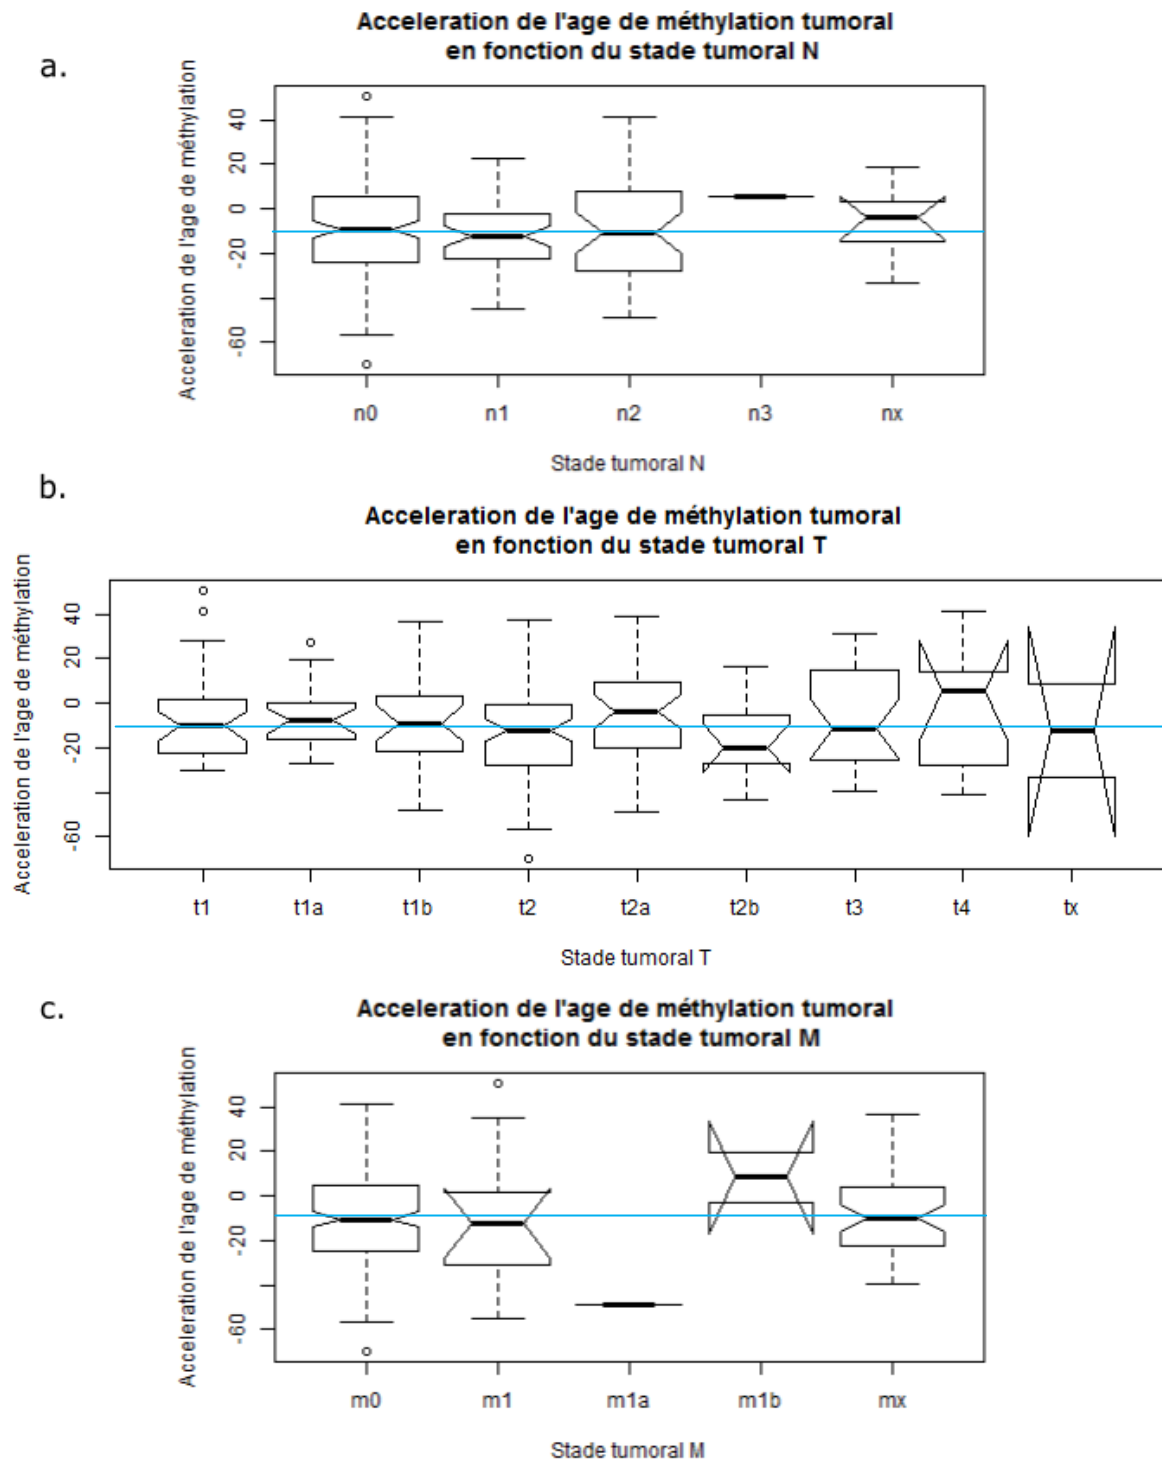 a.
Acceleration de l'age de méthylation tumoral
en fonction du stade tumoral N
Acceleration de l'age de méthylation
40
20
0
-20
-60
n0 n1 n2 n3 nx
Stade tumoral N
b.
Acceleration de l'age de méthylation tumoral
en fonction du stade tumoral T
Acceleration de l'age de méthylation
40
20
0
-20
-60
t1 t1a t1b t2 t2a t2b t3 t4 tx
Stade tumoral T
c.
Acceleration de l'age de méthylation tumoral
en fonction du stade tumoral M
Acceleration de l'age de méthylation
40
20
0
-20
-60
m0 m1 m1a m1b mx
Stade tumoral M